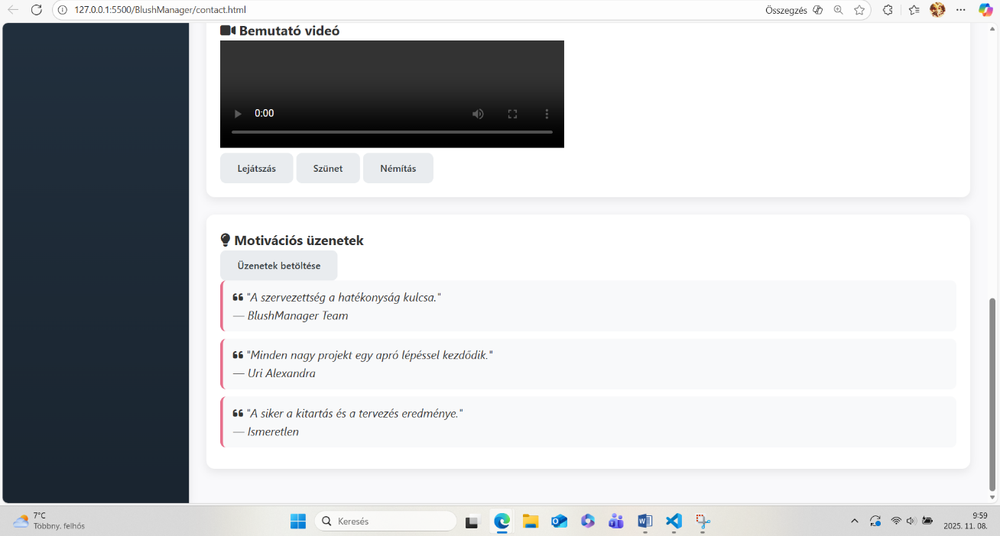 127.0.0.1:5500/BlushManager/contact.html
Összegzés
Bemutató videó
0:00
Lejátszás
Szünet
Némítás
Motivációs üzenetek
Üzenetek betöltése
"A szervezettség a hatékonyság kulcsa."
— BlushManager Team
"Minden nagy projekt egy apró lépéssel kezdődik."
— Uri Alexandra
"A siker a kitartás és a tervezés eredménye."
— Ismeretlen
7°C
Többny. felhős
Keresés
9:59
2025. 11. 08.